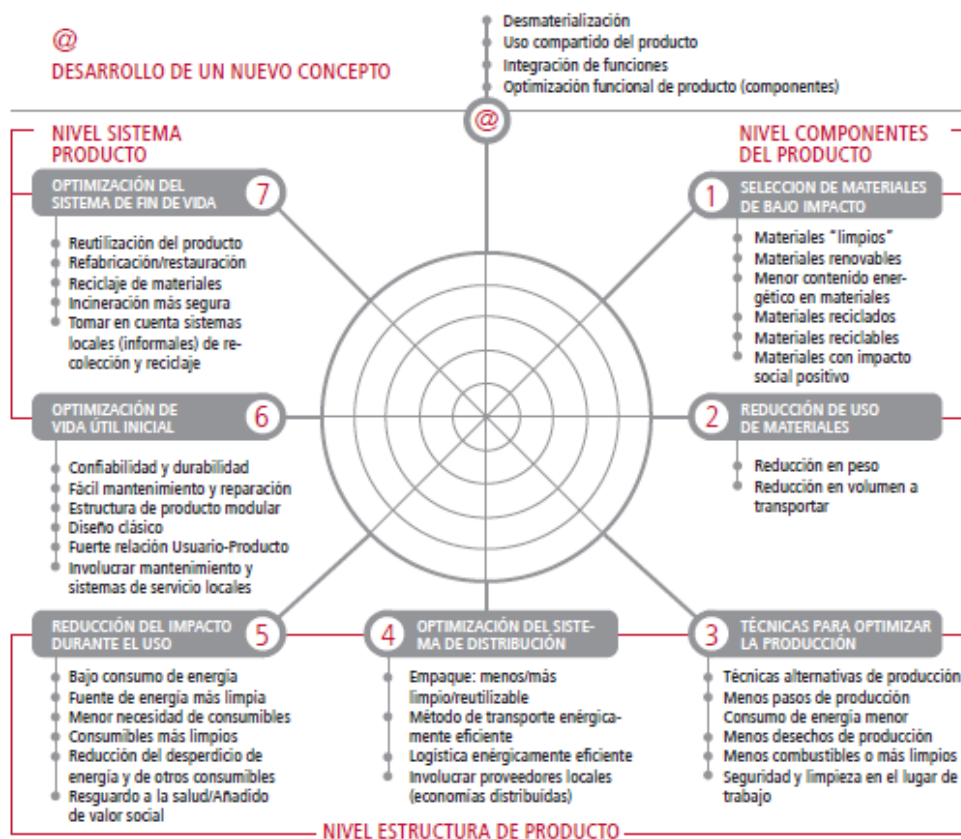 @
DESARROLLO DE UN NUEVO CONCEPTO
Desmaterialización
Uso compartido del producto
Integración de funciones
Optimización funcional de producto (componentes)
@
NIVEL SISTEMA
PRODUCTO
OPTIMIZACIÓN DEL
SISTEMA DE FIN DE VIDA
7
Reutilización del producto
Refabricación/restauración
Reciclaje de materiales
Incineración más segura
Tomar en cuenta sistemas
locales (informales) de re-
colección y reciclaje
NIVEL COMPONENTES
DEL PRODUCTO
1
SELECCION DE MATERIALES
DE BAJO IMPACTO
Materiales "limpios"
Materiales renovables
Menor contenido ener-
gético en materiales
Materiales reciclados
Materiales reciclables
Materiales con impacto
social positivo
OPTIMIZACIÓN DE
VIDA ÚTIL INICIAL
6
Confiabilidad y durabilidad
Fácil mantenimiento y reparación
Estructura de producto modular
Diseño clásico
Fuerte relación Usuario-Producto
Involucrar mantenimiento y
sistemas de servicio locales
2
REDUCCIÓN DE USO
DE MATERIALES
Reducción en peso
Reducción en volumen a
transportar
REDUCCIÓN DEL IMPACTO
DURANTE EL USO
5
Bajo consumo de energía
Fuente de energía más limpia
Menor necesidad de consumibles
Consumibles más limpios
Reducción del desperdicio de
energía y de otros consumibles
Resguardo a la salud/Añadido
de valor social
4
OPTIMIZACIÓN DEL SISTE-
MA DE DISTRIBUCIÓN
Empaque: menos/más
limpio/reutilizable
Método de transporte enérgica-
mente eficiente
Logística enérgicamente eficiente
Involucrar proveedores locales
(economías distribuidas)
3
TÉCNICAS PARA OPTIMIZAR
LA PRODUCCIÓN
Técnicas alternativas de producción
Menos pasos de producción
Consumo de energía menor
Menos desechos de producción
Menos combustibles o más limpios
Seguridad y limpieza en el lugar de
trabajo
NIVEL ESTRUCTURA DE PRODUCTO